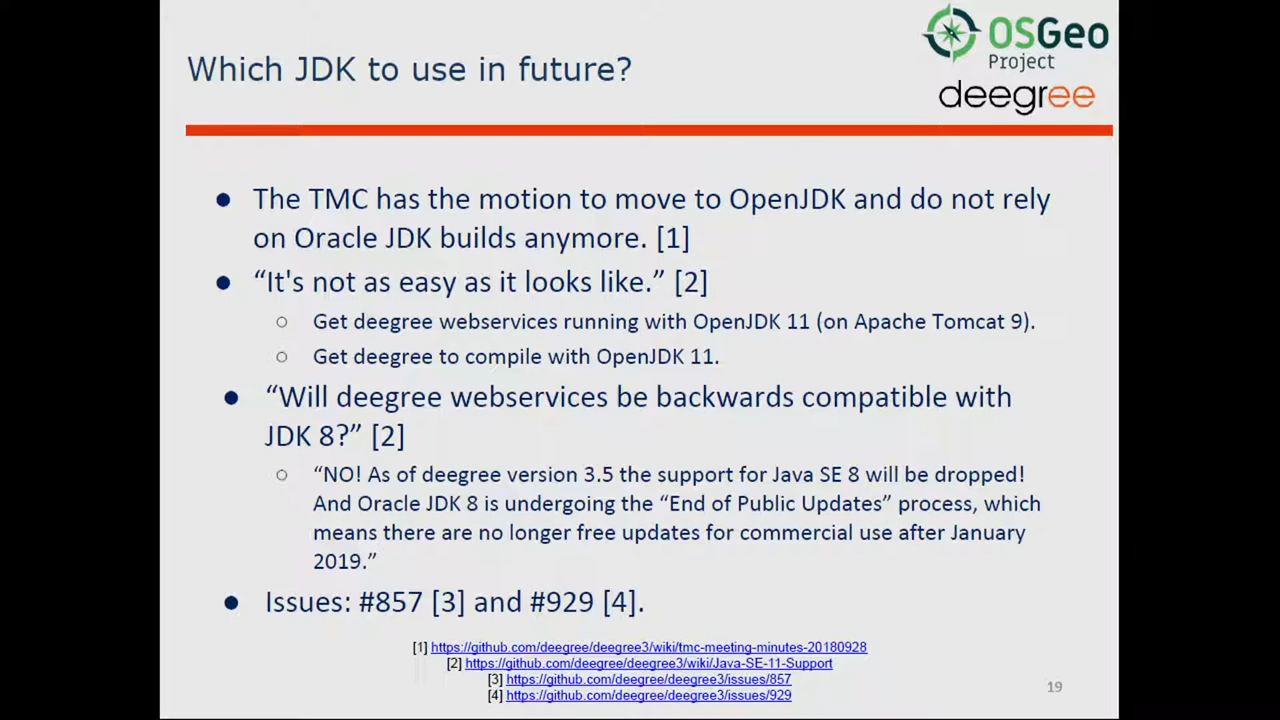 OSGeo
Project
deegree
Which JDK to use in future?
● The TMC has the motion to move to OpenJDK and do not rely
on Oracle JDK builds anymore. [1]
● “It's not as easy as it looks like.” [2]
○ Get deegree webservices running with OpenJDK 11 (on Apache Tomcat 9).
○ Get deegree to compile with OpenJDK 11.
● “Will deegree webservices be backwards compatible with
JDK 8?” [2]
○ “NO! As of deegree version 3.5 the support for Java SE 8 will be dropped!
And Oracle JDK 8 is undergoing the “End of Public Updates” process, which
means there are no longer free updates for commercial use after January
2019.”
● Issues: #857 [3] and #929 [4].
[1] https://github.com/deegree/deegree3/wiki/tmc-meeting-minutes-20180928
[2] https://github.com/deegree/deegree3/wiki/Java-SE-11-Support
[3] https://github.com/deegree/deegree3/issues/857
[4] https://github.com/deegree/deegree3/issues/929
19